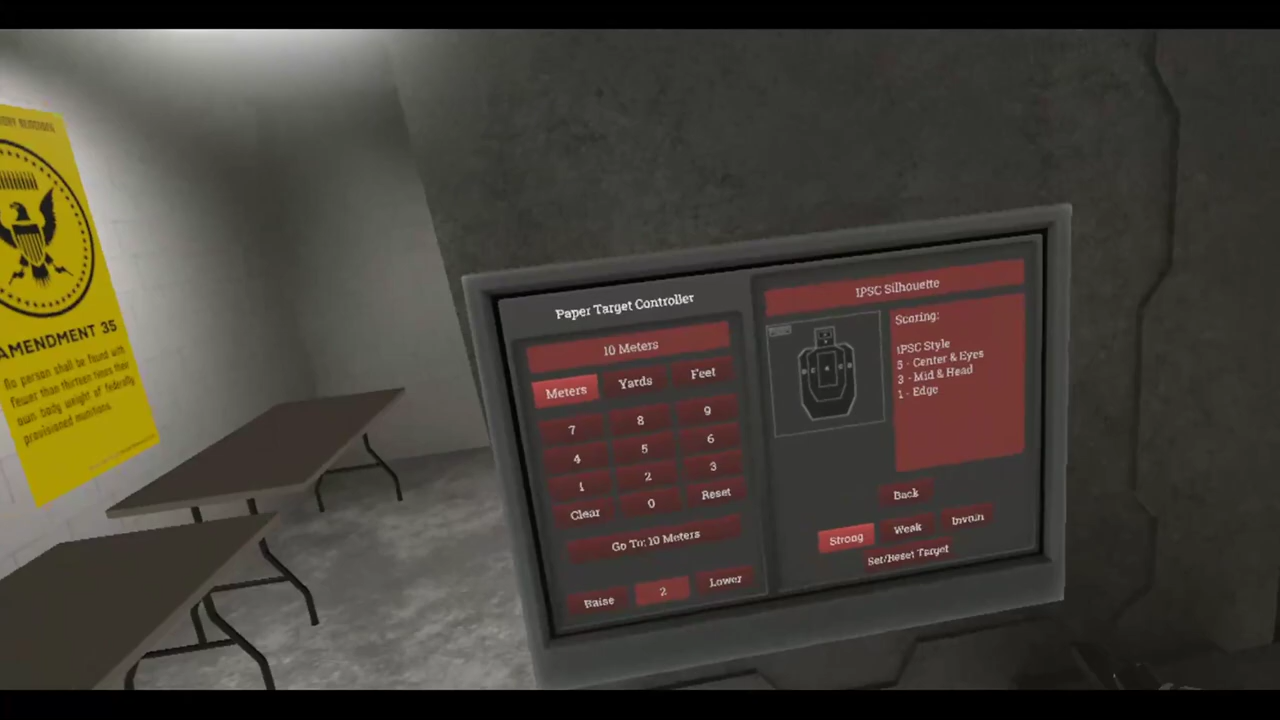 AMENDMENT 35
No person shall be found with
fewer than thirteen times their
own body weight of federally
provisioned munitions.
Paper Target Controller
10 Meters
Meters
Yards
Feet
7
8
9
4
5
6
1
2
3
Clear
0
Reset
Go To: 10 Meters
Raise
2
Lower
IPSC Silhouette
Scoring:
IPSC Style
5 - Center & Eyes
3 - Mid & Head
1 - Edge
Back
Strong
Weak
Set/Reset Target